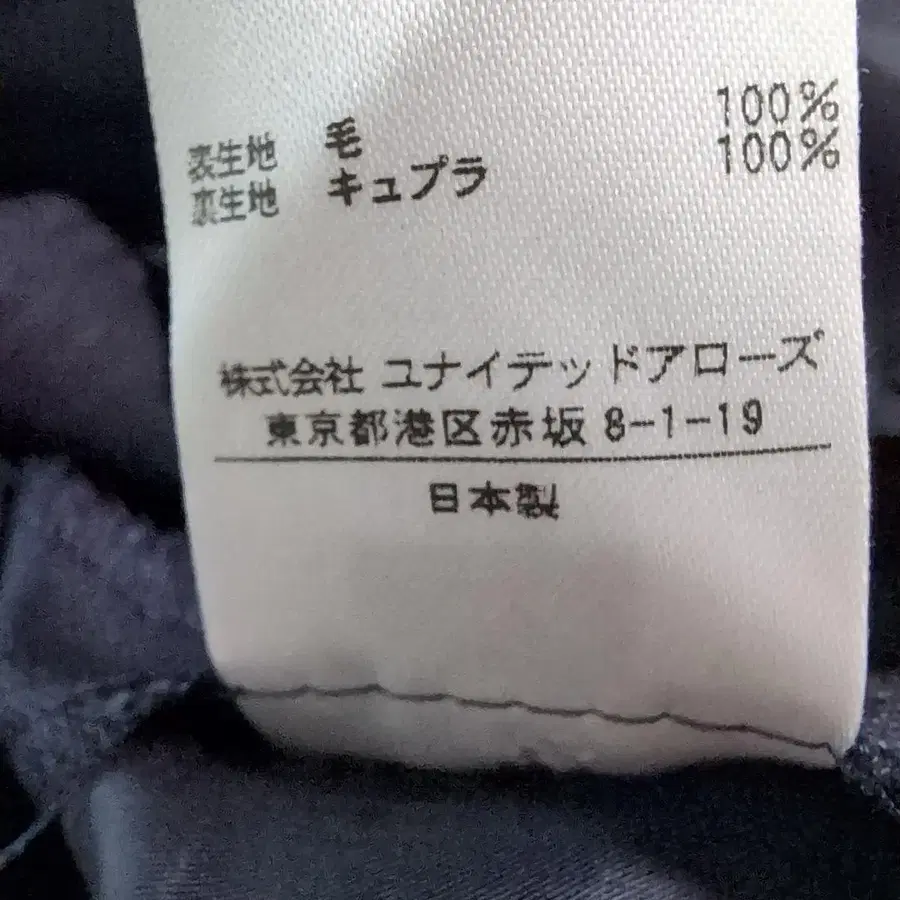 表生地 毛 100%
裏生地 キュプラ 100%
株式会社 ユナイテッドアローズ
東京都港区赤坂 8-1-19
日本製